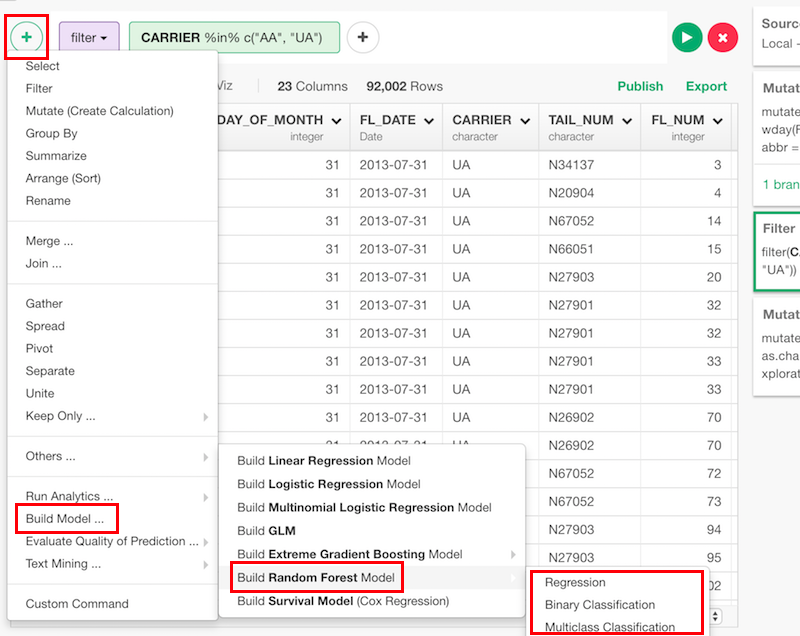 + filter CARRIER %in% c("AA", "UA") +
Select
Filter
Mutate (Create Calculation)
Group By
Summarize
Arrange (Sort)
Rename
Merge ...
Join ...
Gather
Spread
Pivot
Separate
Unite
Keep Only ...
Others ...
Run Analytics ...
Build Model ...
Evaluate Quality of Prediction ...
Text Mining ...
Custom Command
Viz 23 Columns 92,002 Rows Publish Export
DAY_OF_MONTH FL_DATE CARRIER TAIL_NUM FL_NUM
integer Date character character integer
31 2013-07-31 UA N34137 3
31 2013-07-31 UA N20904 4
31 2013-07-31 UA N67052 14
31 2013-07-31 UA N66051 15
31 2013-07-31 UA N27903 20
31 2013-07-31 UA N27901 32
31 2013-07-31 UA N27901 32
31 2013-07-31 UA N27901 33
31 2013-07-31 UA N27901 33
31 2013-07-31 UA N26902 70
31 2013-07-31 UA N26902 70
N67052 72
N67052 73
N27903 94
N27903 95
02
Build Linear Regression Model
Build Logistic Regression Model
Build Multinomial Logistic Regression Model
Build GLM
Build Extreme Gradient Boosting Model
Build Random Forest Model
Build Survival Model (Cox Regression)
Regression
Binary Classification
Multiclass Classification
Source
Local -
Mutat
mutate
wday(F
abbr =
1 bran
Filter
filter(CA
"UA"))
Mutat
mutate
as.cha
xplorat